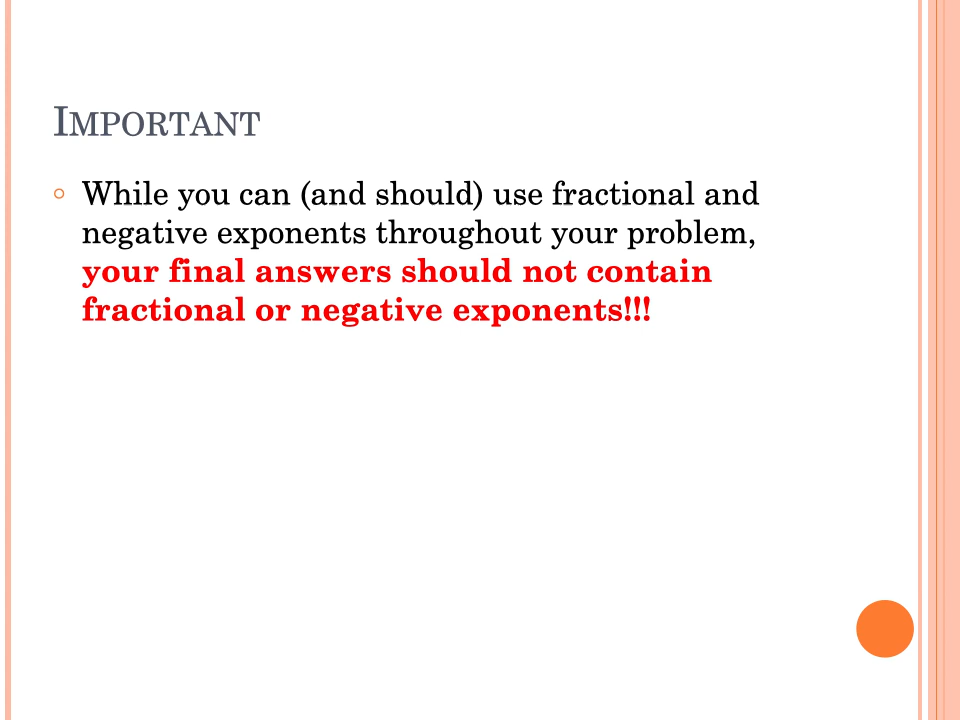 IMPORTANT
While you can (and should) use fractional and
negative exponents throughout your problem,
your final answers should not contain
fractional or negative exponents!!!